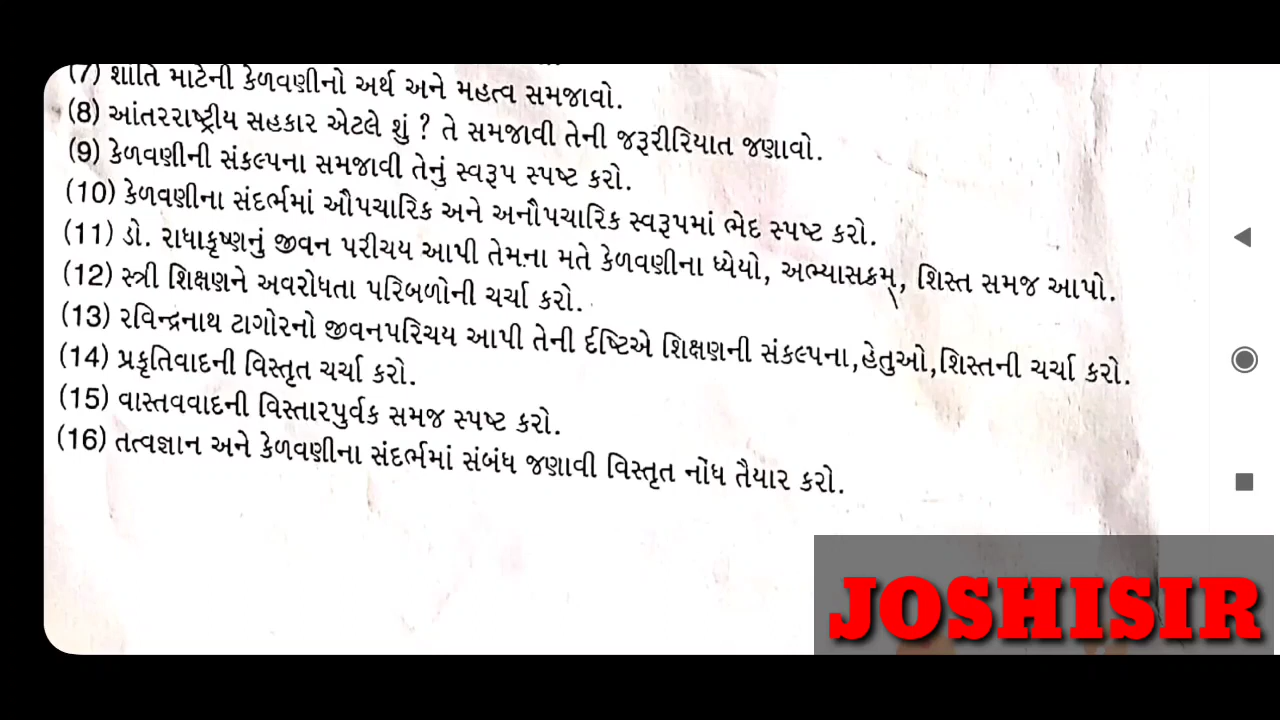 (7) શાંતિ માટેની કેળવણીનો અર્થ અને મહત્વ સમજાવો.
(8) આંતરરાષ્ટ્રીય સહકાર એટલે શું ? તે સમજાવી તેની જરૂરીરિયાત જણાવો.
(9) કેળવણીની સંકલ્પના સમજાવી તેનું સ્વરૂપ સ્પષ્ટ કરો.
(10) કેળવણીના સંદર્ભમાં ઔપચારિક અને અનૌપચારિક સ્વરૂપમાં ભેદ સ્પષ્ટ કરો.
(11) ડો. રાધાકૃષ્ણનું જીવન પરીચય આપી તેમના મતે કેળવણીના ધ્યેયો, અભ્યાસક્રમ્, શિસ્ત સમજ આપો.
(12) સ્ત્રી શિક્ષણને અવરોધતા પરિબળોની ચર્ચા કરો.
(13) રવિન્દ્રનાથ ટાગોરનો જીવનપરિચય આપી તેની ર્દષ્ટિએ શિક્ષણની સંકલ્પના,હેતુઓ,શિસ્તની ચર્ચા કરો.
(14) પ્રકૃતિવાદની વિસ્તૃત ચર્ચા કરો.
(15) વાસ્તવવાદની વિસ્તારપુર્વક સમજ સ્પષ્ટ કરો.
(16) તત્વજ્ઞાન અને કેળવણીના સંદર્ભમાં સંબંધ જણાવી વિસ્તૃત નોંધ તૈયાર કરો.
JOSHISIR